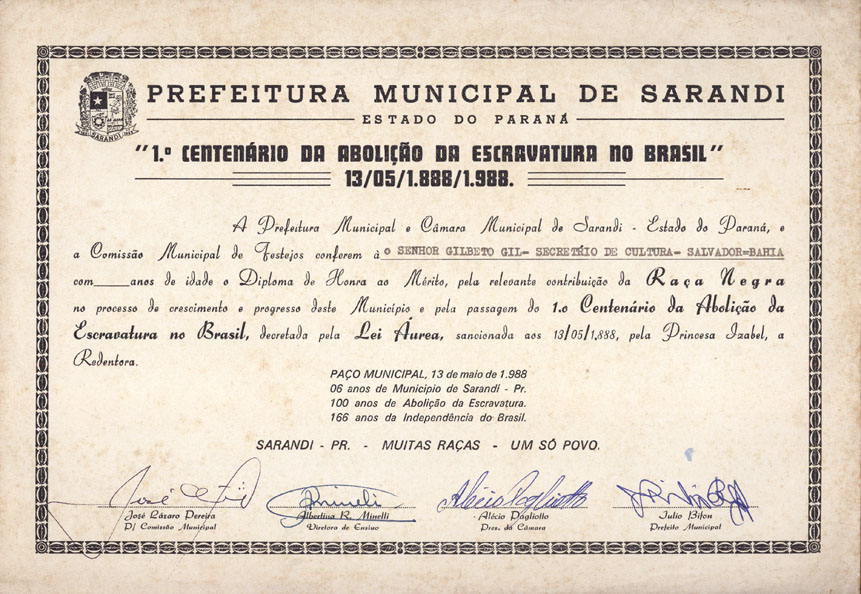 PREFEITURA MUNICIPAL DE SARANDI
ESTADO DO PARANÁ
SARANDI
"1.º CENTENÁRIO DA ABOLIÇÃO DA ESCRAVATURA NO BRASIL"
13/05/1.888/1.988.
A Prefeitura Municipal e Câmara Municipal de Sarandi - Estado do Paraná, e
a Comissão Municipal de Festejos conferem à o SENHOR GILBETO GIL- SECRETÁIO DE CULTURA- SALVADOR=BAHIA
com_____anos de idade o Diploma de Honra ao Mérito, pela relevante contribuição da Raça Negra
no processo de crescimento e progresso deste Município e pela passagem do 1.o Centenário da Abolição da
Escravatura no Brasil, decretada pela Lei Áurea, sancionada aos 13/05/1.888, pela Princesa Izabel, a
Redentora.
PAÇO MUNICIPAL, 13 de maio de 1.988
06 anos de Municipio de Sarandi - Pr.
100 anos de Abolição da Escravatura.
166 anos da Independência do Brasil.
SARANDI - PR. - MUITAS RAÇAS - UM SÓ POVO.
José Lázaro Pereira
P/ Comissão Municipal
Albertina R. Minelli
Diretora de Ensino
Alécio Pagliotto
Pres. da Câmara
Julio Bifon
Prefeito Municipal